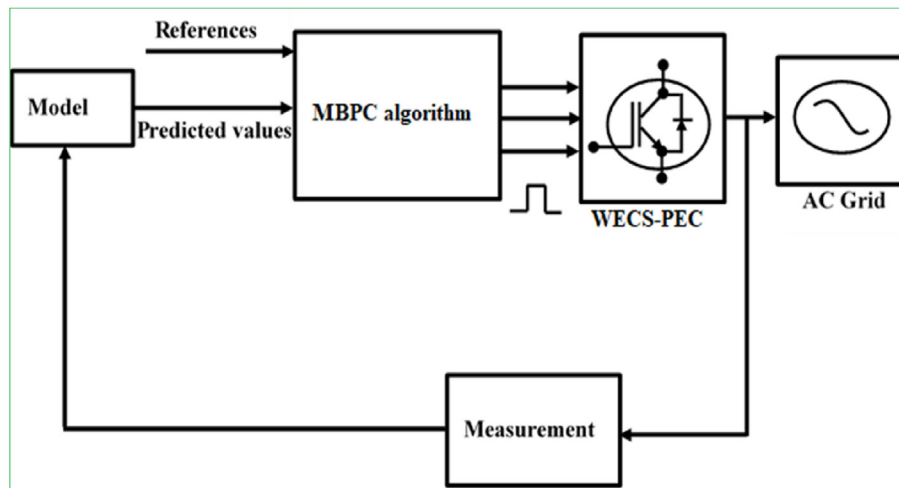 References
Model
MBPC algorithm
Predicted values
AC Grid
WECS-PEC
Measurement